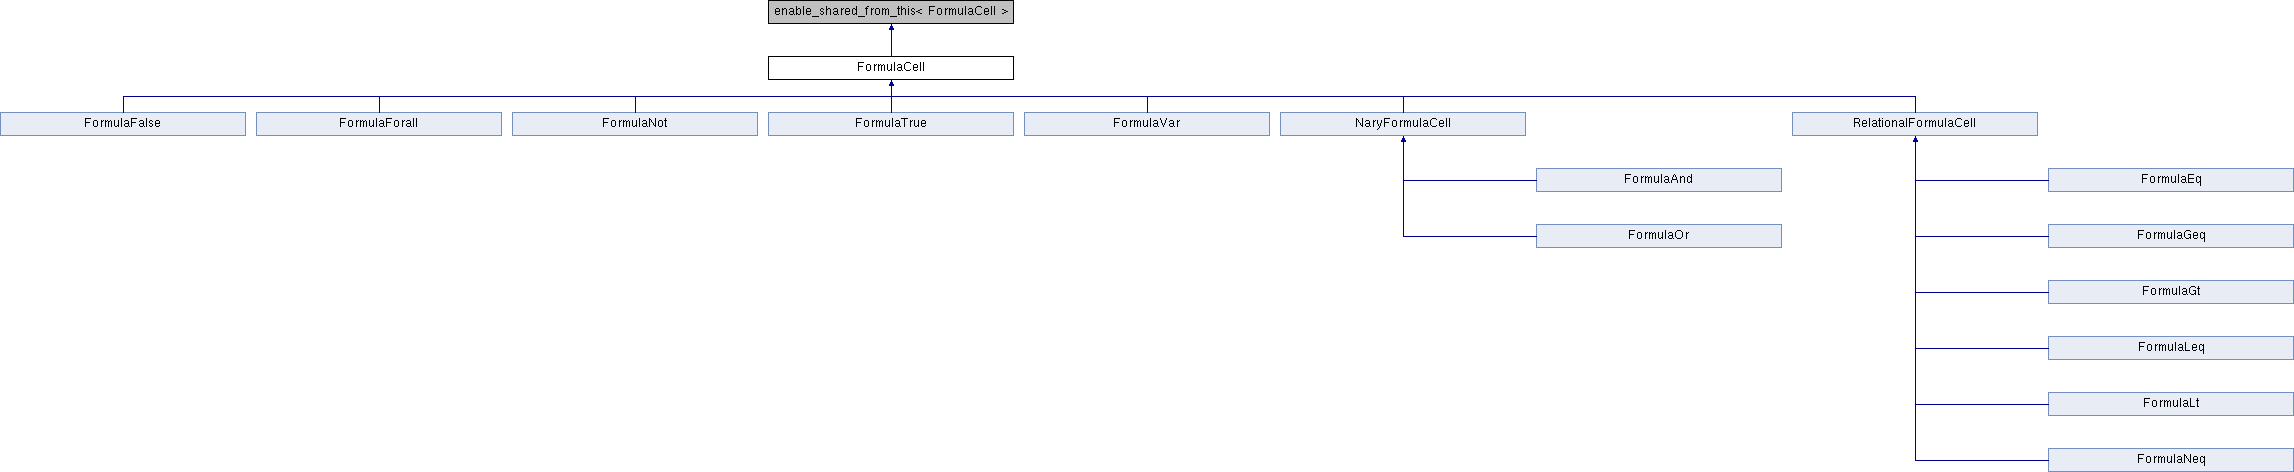 enable_shared_from_this< FormulaCell >
FormulaCell
FormulaFalse
FormulaForall
FormulaNot
FormulaTrue
FormulaVar
NaryFormulaCell
RelationalFormulaCell
FormulaAnd
FormulaEq
FormulaOr
FormulaGeq
FormulaGt
FormulaLeq
FormulaLt
FormulaNeq